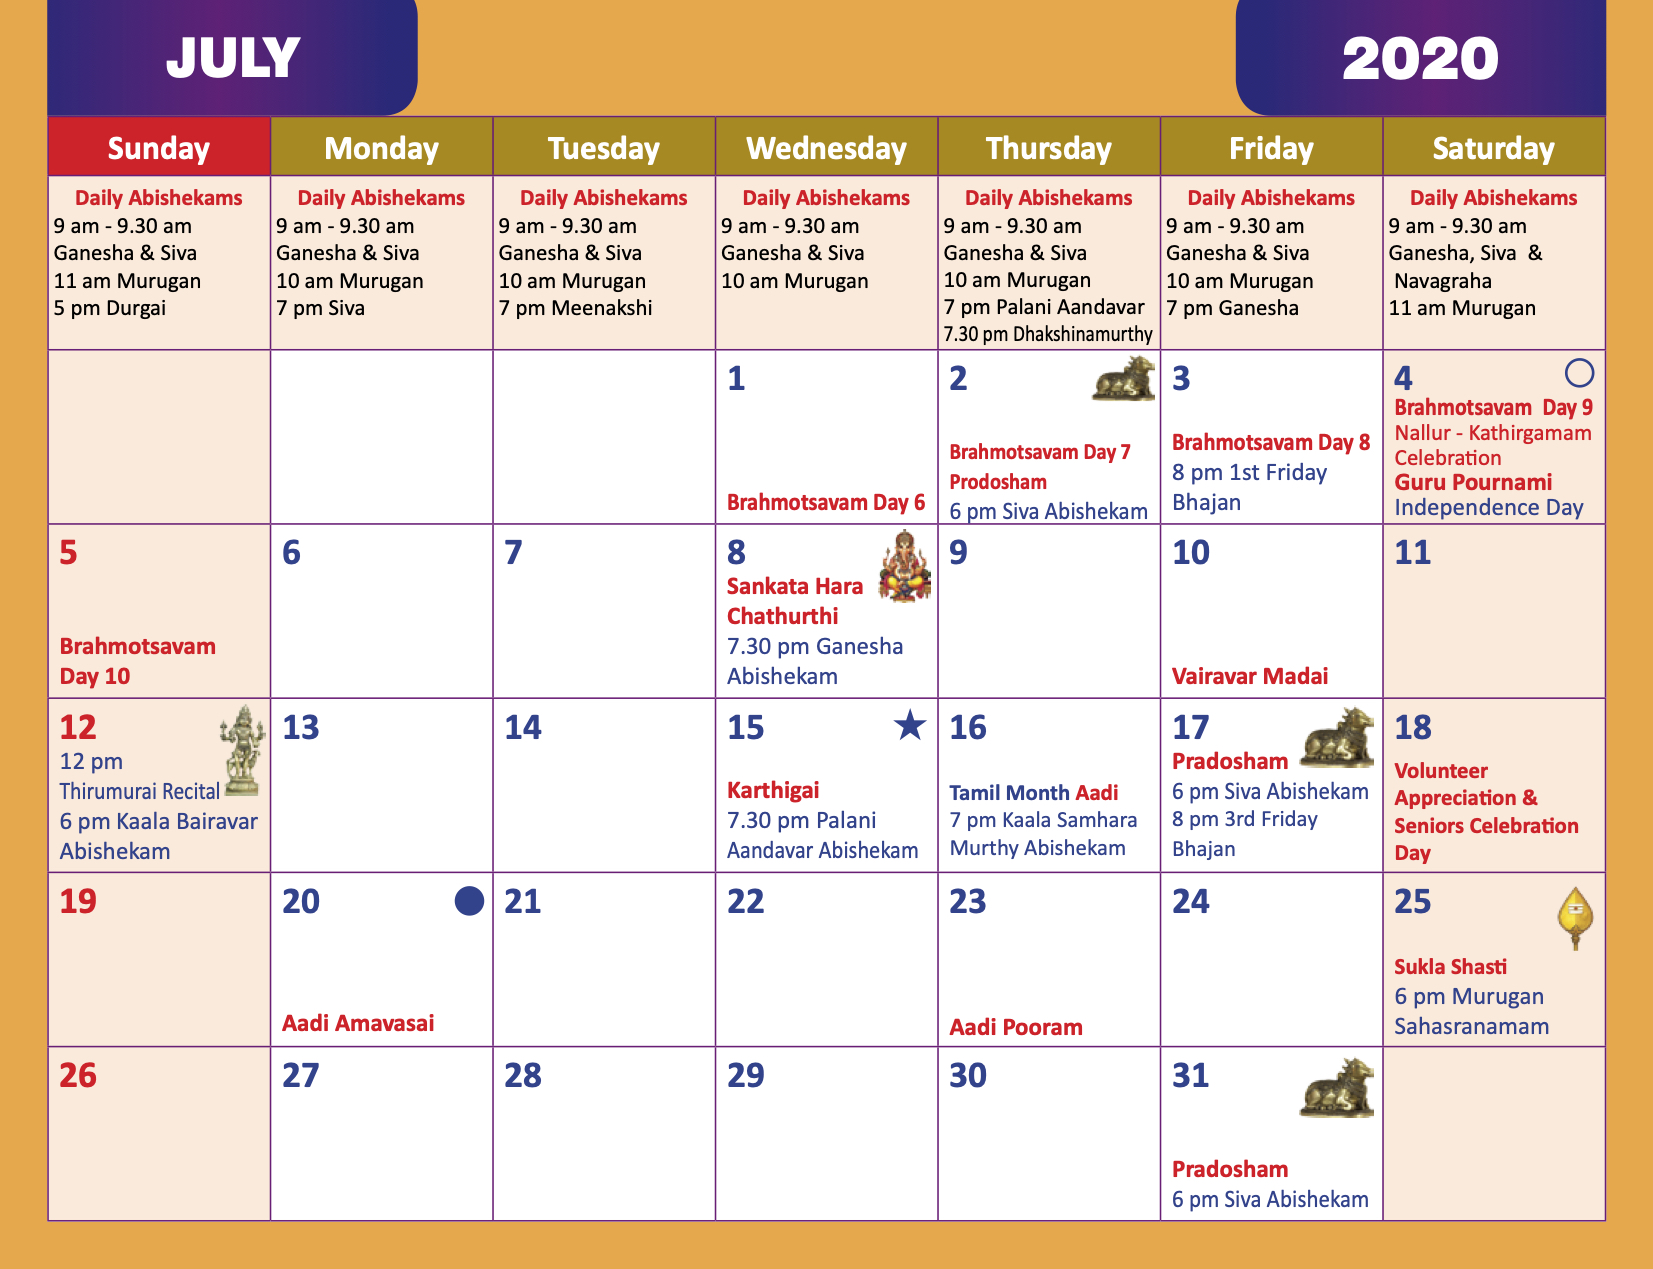 JULY
2020
Sunday
Monday
Tuesday
Wednesday
Thursday
Friday
Saturday
Daily Abishekams
9 am - 9.30 am
Ganesha & Siva
11 am Murugan
5 pm Durgai
Daily Abishekams
9 am - 9.30 am
Ganesha & Siva
10 am Murugan
7 pm Siva
Daily Abishekams
9 am - 9.30 am
Ganesha & Siva
10 am Murugan
7 pm Meenakshi
Daily Abishekams
9 am - 9.30 am
Ganesha & Siva
10 am Murugan
Daily Abishekams
9 am - 9.30 am
Ganesha & Siva
10 am Murugan
7 pm Palani Aandavar
7.30 pm Dhakshinamurthy
Daily Abishekams
9 am - 9.30 am
Ganesha & Siva
10 am Murugan
7 pm Ganesha
Daily Abishekams
9 am - 9.30 am
Ganesha, Siva &
Navagraha
11 am Murugan
1
Brahmotsavam Day 6
2
Brahmotsavam Day 7
Prodosham
6 pm Siva Abishekam
3
Brahmotsavam Day 8
8 pm 1st Friday
Bhajan
4
Brahmotsavam Day 9
Nallur - Kathirgamam
Celebration
Guru Pournami
Independence Day
5
Brahmotsavam
Day 10
6
7
8
Sankata Hara
Chathurthi
7.30 pm Ganesha
Abishekam
9
10
Vairavar Madai
11
12
12 pm
Thirumurai Recital
6 pm Kaala Bairavar
Abishekam
13
14
15
Karthigai
7.30 pm Palani
Aandavar Abishekam
16
Tamil Month Aadi
7 pm Kaala Samhara
Murthy Abishekam
17
Pradosham
6 pm Siva Abishekam
8 pm 3rd Friday
Bhajan
18
Volunteer
Appreciation &
Seniors Celebration
Day
19
20
Aadi Amavasai
21
22
23
Aadi Pooram
24
25
Sukla Shasti
6 pm Murugan
Sahasranamam
26
27
28
29
30
31
Pradosham
6 pm Siva Abishekam